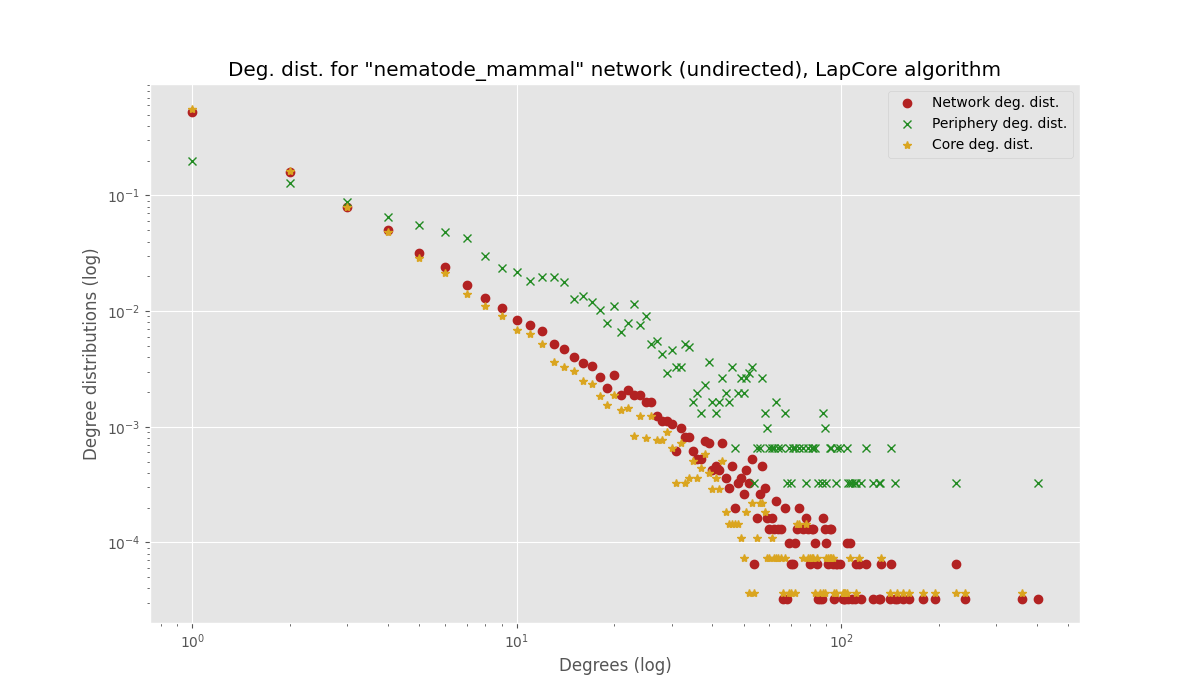 Deg. dist. for "nematode_mammal" network (undirected), LapCore algorithm
Network deg. dist.
Periphery deg. dist.
Core deg. dist.
Degree distributions (log)
10⁻¹
10⁻²
10⁻³
10⁻⁴
10⁰
10¹
10²
Degrees (log)